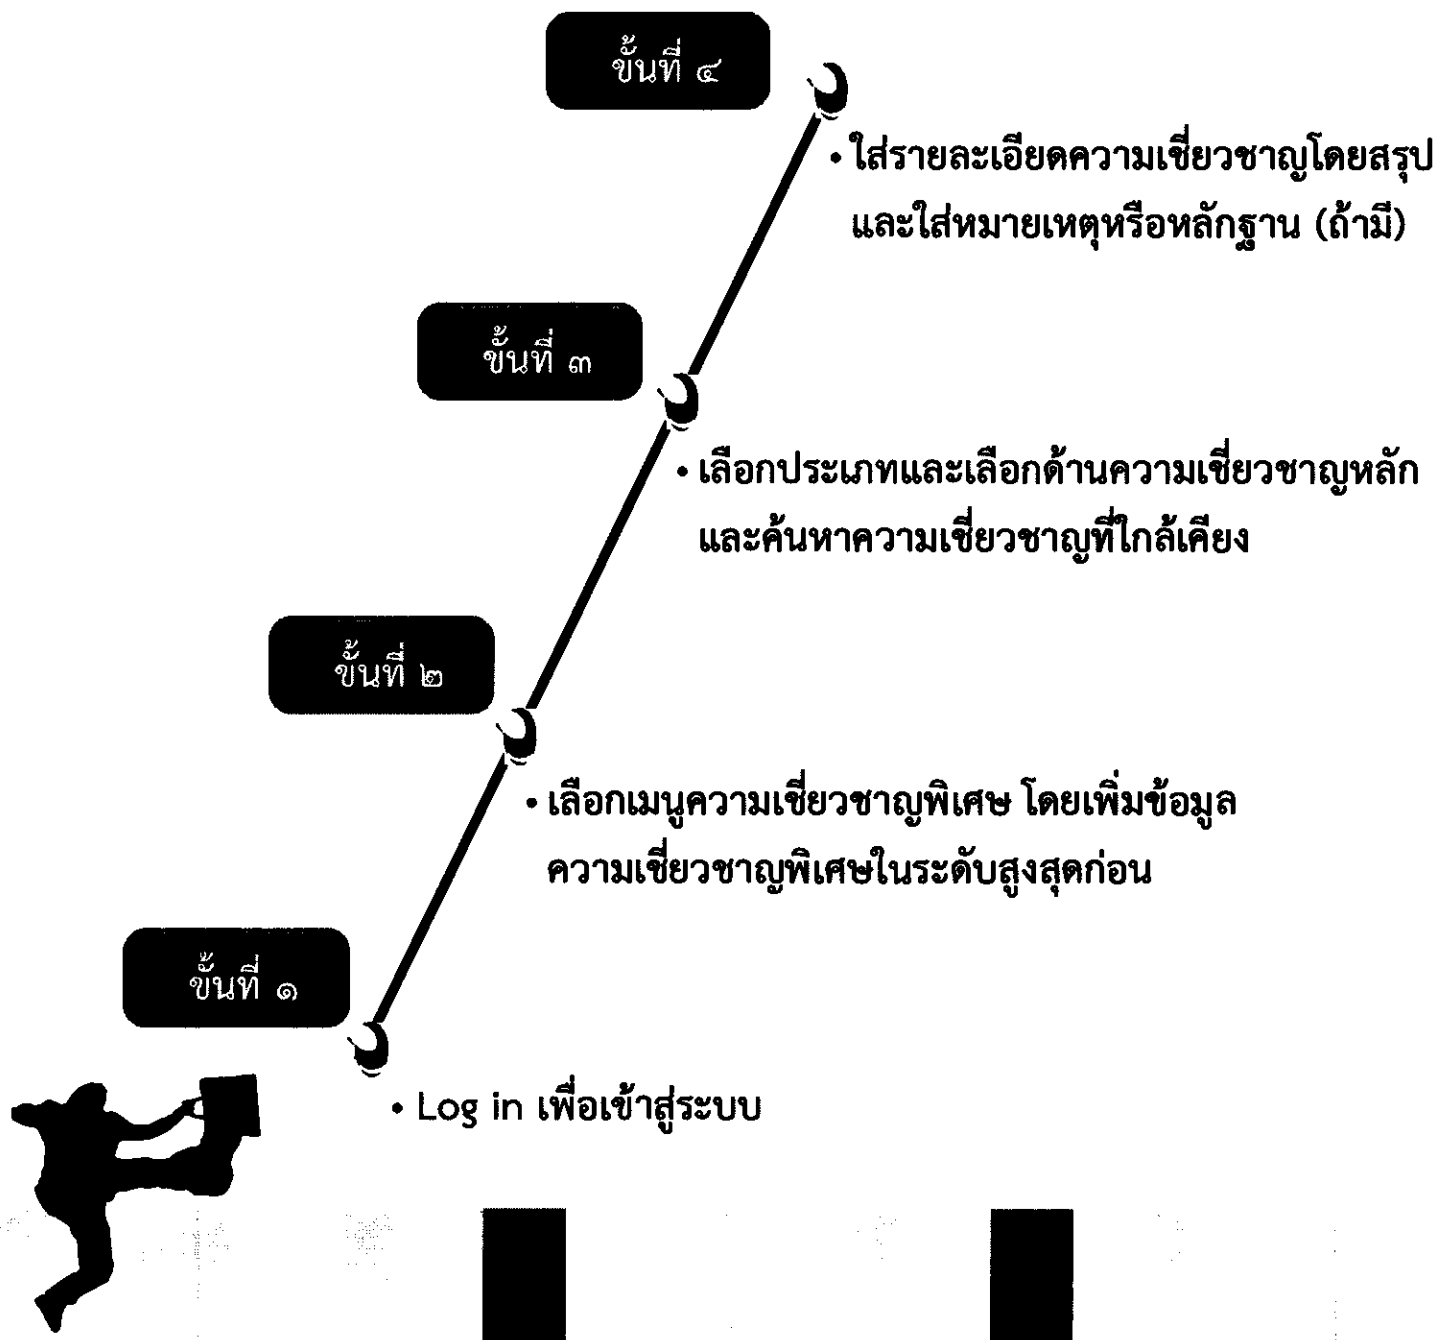 ขั้นที่ ๔
• ใส่รายละเอียดความเชี่ยวชาญโดยสรุป
และใส่หมายเหตุหรือหลักฐาน (ถ้ามี)
ขั้นที่ ๓
• เลือกประเภทและเลือกด้านความเชี่ยวชาญหลัก
และค้นหาความเชี่ยวชาญที่ใกล้เคียง
ขั้นที่ ๒
• เลือกเมนูความเชี่ยวชาญพิเศษ โดยเพิ่มข้อมูล
ความเชี่ยวชาญพิเศษในระดับสูงสุดก่อน
ขั้นที่ ๑
• Log in เพื่อเข้าสู่ระบบ